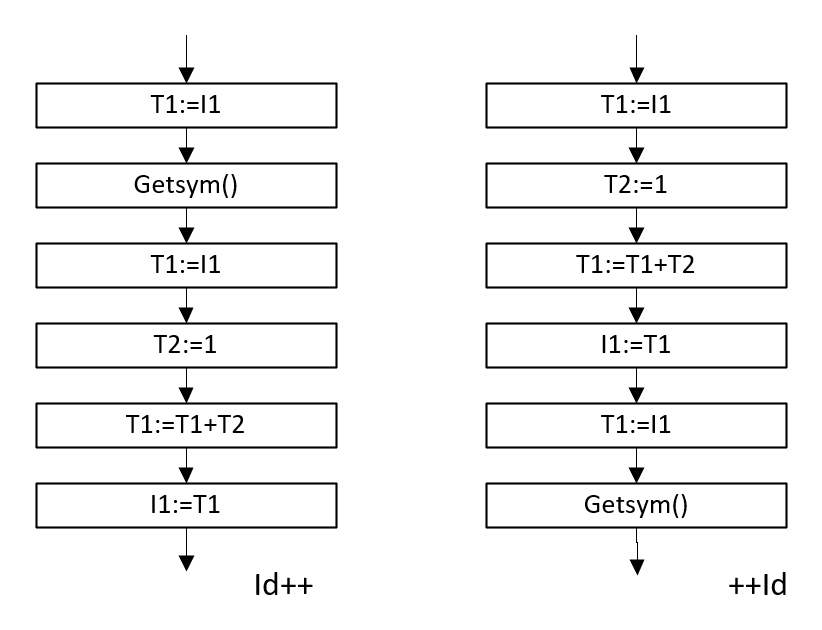 T1:=I1
Getsym()
T1:=I1
T2:=1
T1:=T1+T2
I1:=T1
Id++
T1:=I1
T2:=1
T1:=T1+T2
I1:=T1
T1:=I1
Getsym()
++Id